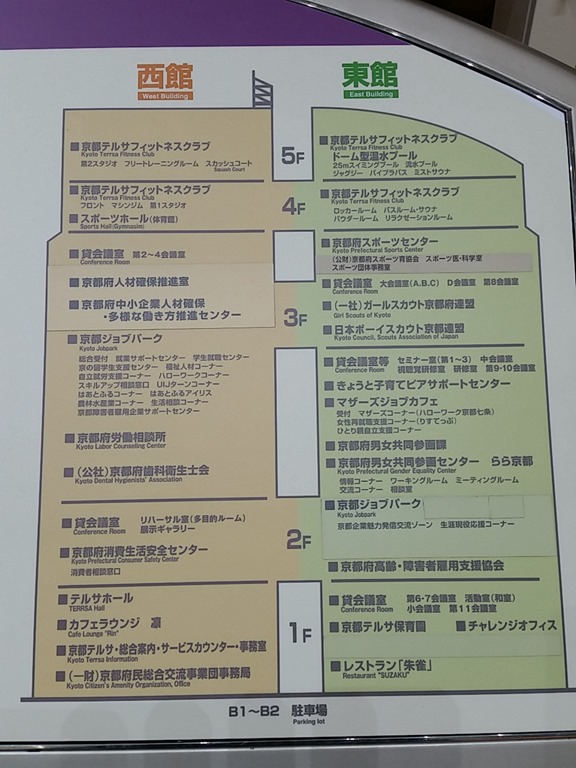 西館
West Building
■京都テルサフィットネスクラブ
Kyoto Terrsa Fitness Club
第2スタジオ フリートレーニングルーム スカッシュコート
Squash Court
■京都テルサフィットネスクラブ
Kyoto Terrsa Fitness Club
フロント マシンジム 第1スタジオ
■スポーツホール(体育館)
Sports Hall(Gymnasim)
■貸会議室 第2~4会議室
Conference Room
■京都府人材確保推進室
■京都府中小企業人材確保
・多様な働き方推進センター
■京都ジョブパーク
Kyoto Jobpark
総合受付 就業サポートセンター 学生就職センター
京の留学生支援センター 福祉人材コーナー
自立就労支援コーナー ハローワークコーナー
スキルアップ相談窓口 UIJターンコーナー
はあとふるコーナー はあとふるアイリス
農林水産業コーナー 生活相談コーナー
京都障害者雇用企業サポートセンター
■京都府労働相談所
Kyoto Labor Counseling Center
■(公社)京都府歯科衛生士会
Kyoto Dental Hygienists' Association
■貸会議室 リハーサル室(多目的ルーム)
Conference Room 展示ギャラリー
■京都府消費生活安全センター
Kyoto Prefectural Consumer Safety Center
消費者相談窓口
■テルサホール
TERRSA Hall
■カフェラウンジ 凛
Cafe Lounge "Rin"
■京都テルサ・総合案内・サービスカウンター・事務室
Kyoto Terrsa Information
■(一財)京都府民総合交流事業団事務局
Kyoto Citizen's Amenity Organization, Office
5F
4F
3F
2F
1F
東館
East Building
■京都テルサフィットネスクラブ
Kyoto Terrsa Fitness Club
ドーム型温水プール
25mスイミングプール 流水プール
ジャグジー バイブラバス ミストサウナ
■京都テルサフィットネスクラブ
Kyoto Terrsa Fitness Club
ロッカールーム バスルーム・サウナ
パウダールーム リラクゼーションルーム
■京都府スポーツセンター
Kyoto Prefectural Sports Center
(公財)京都府スポーツ協会 スポーツ医・科学室
スポーツ団体事務室
■貸会議室 大会議室(A.B.C) D会議室 第8会議室
Conference Room
■(一社)ガールスカウト京都府連盟
Girl Scouts of Kyoto
■日本ボーイスカウト京都連盟
Kyoto Council, Scouts Association of Japan
■貸会議室等 セミナー室(第1~3) 中会議室
Conference Room 視聴覚研修室 研修室 第9-10会議室
■きょうと子育てピアサポートセンター
■マザーズジョブカフェ
受付 マザーズコーナー(ハローワーク京都七条)
女性再就職支援コーナー(りすてっぷ)
ひとり親自立支援コーナー
■京都府男女共同参画課
■京都府男女共同参画センター らら京都
Kyoto Prefectural Gender Equality Center
情報コーナー ワーキングルーム ミーティングルーム
交流コーナー 相談室
■京都ジョブパーク
Kyoto Jobpark
京都企業魅力発信交流ゾーン 生涯現役応援コーナー
■京都府高齢・障害者雇用支援協会
■貸会議室 第6-7会議室 活動室(和室)
Conference Room 小会議室 第11会議室
■京都テルサ保育園 ■チャレンジオフィス
■レストラン「朱雀」
Restaurant "SUZAKU"
B1~B2 駐車場
Parking lot